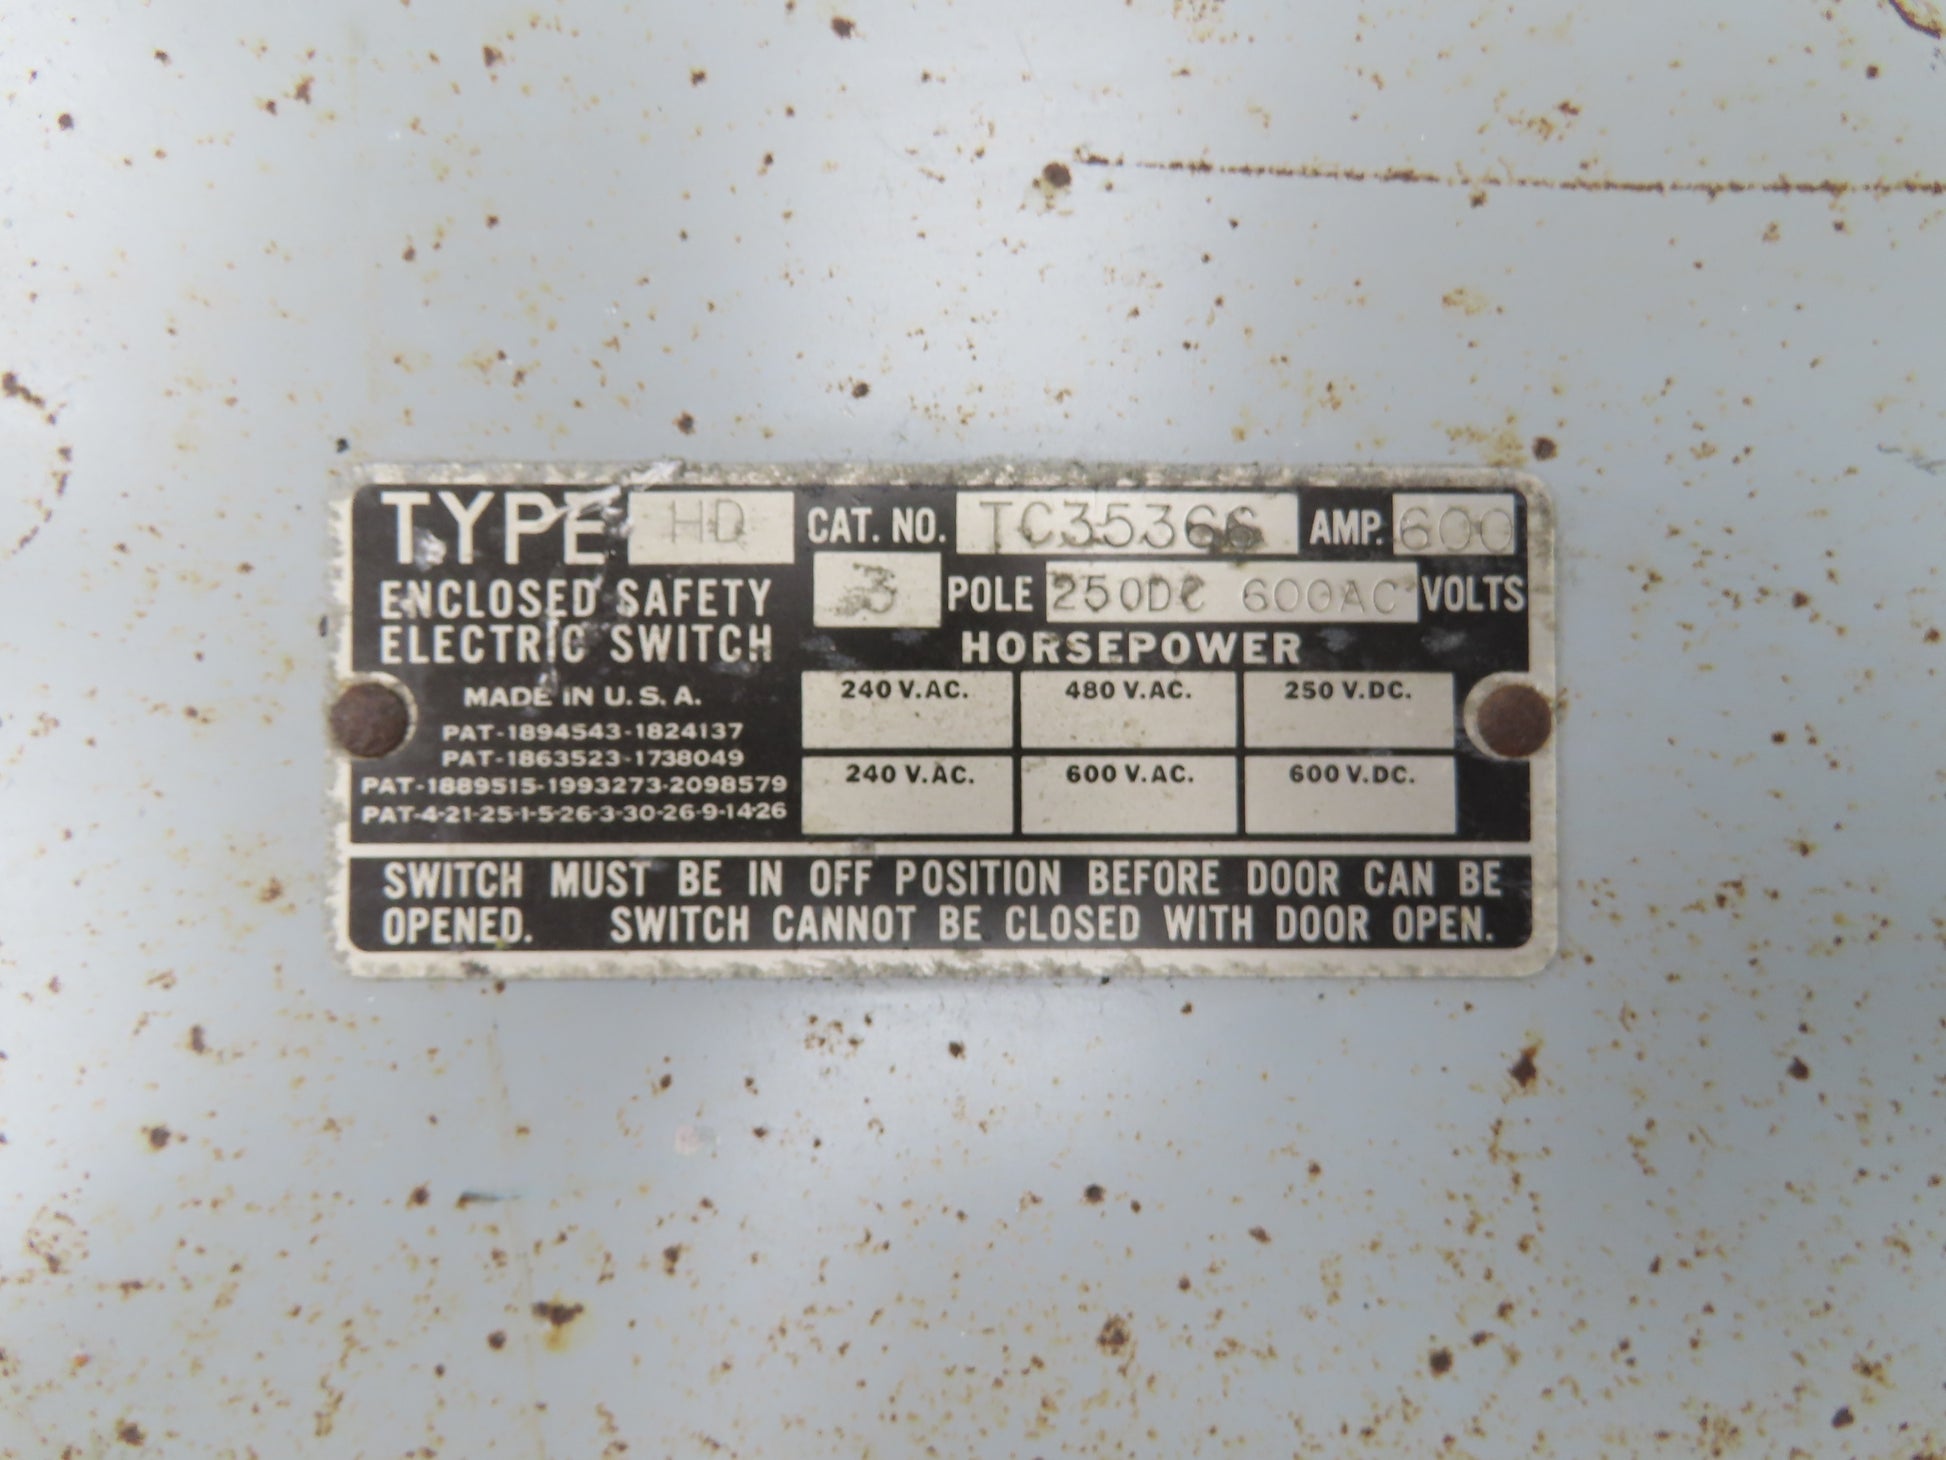 TYPE HD CAT. NO. TC35366 AMP. 600
ENCLOSED SAFETY 3 POLE 250DC 600AC VOLTS
ELECTRIC SWITCH HORSEPOWER
MADE IN U.S.A. 240 V.AC. 480 V.AC. 250 V.DC.
PAT-1894543-1824137
PAT-1863523-1738049
PAT-1889515-1993273-2098579 240 V.AC. 600 V.AC. 600 V.DC.
PAT-4-21-25-1-5-26-3-30-26-9-14-26
SWITCH MUST BE IN OFF POSITION BEFORE DOOR CAN BE
OPENED. SWITCH CANNOT BE CLOSED WITH DOOR OPEN.